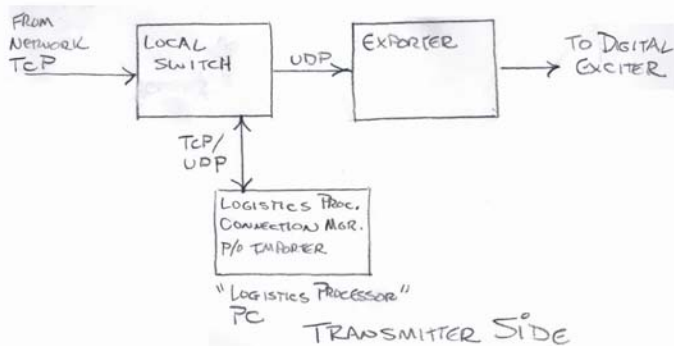 FROM
NETWORK
TCP
LOCAL
SWITCH
UDP
EXPORTER
TO DIGITAL
EXCITER
TCP/
UDP
LOGISTICS PROC.
CONNECTION MGR.
P/O IMPORTER
"LOGISTICS PROCESSOR"
PC
TRANSMITTER SIDE